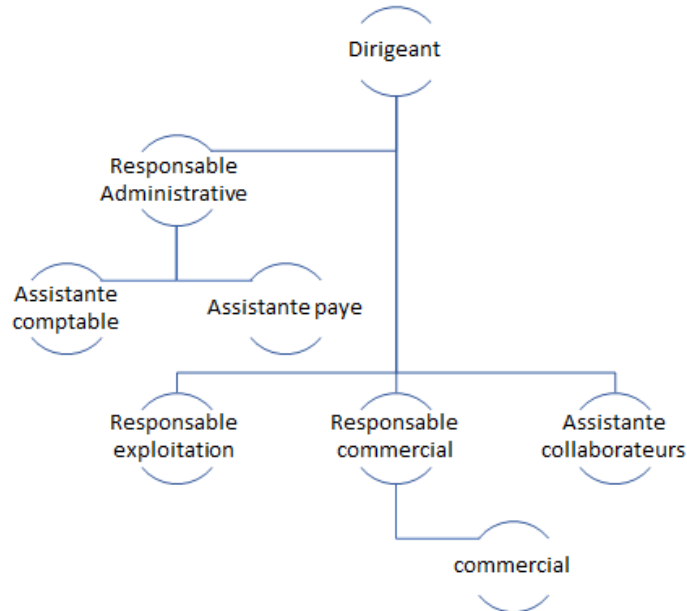 Dirigeant
Responsable
Administrative
Assistante
comptable
Assistante paye
Responsable
exploitation
Responsable
commercial
Assistante
collaborateurs
commercial